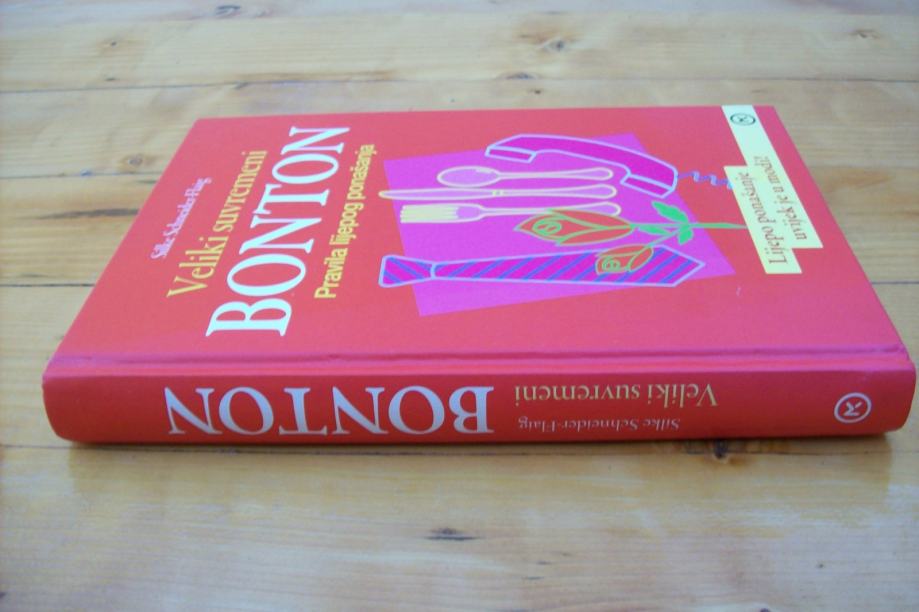 Silke Schneider-Flaig
Veliki suvremeni
BONTON
Pravila lijepog ponašanja
Lijepo ponašanje
uvijek je u modi!
Silke Schneider-Flaig
Veliki suvremeni
BONTON